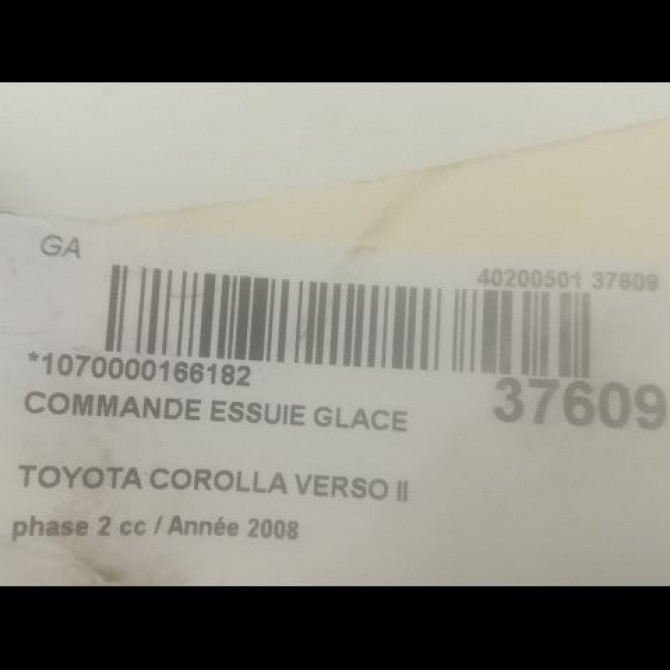 GA
40200501 37609
*1070000166182
37609
COMMANDE ESSUIE GLACE
TOYOTA COROLLA VERSO II
phase 2 cc / Année 2008